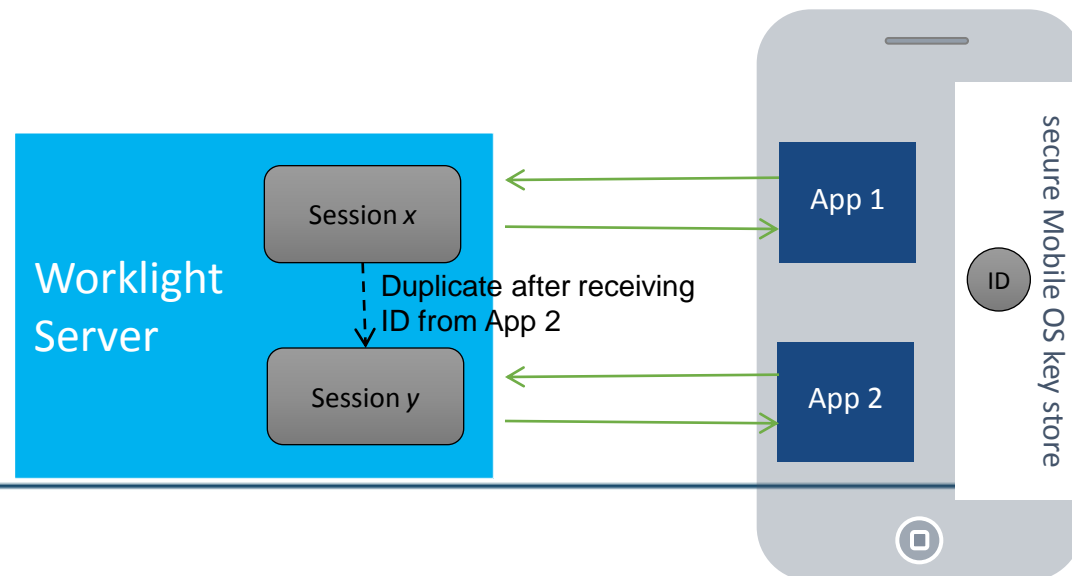 Worklight
Server
Session x
Duplicate after receiving
ID from App 2
Session y
App 1
App 2
ID
secure Mobile OS key store